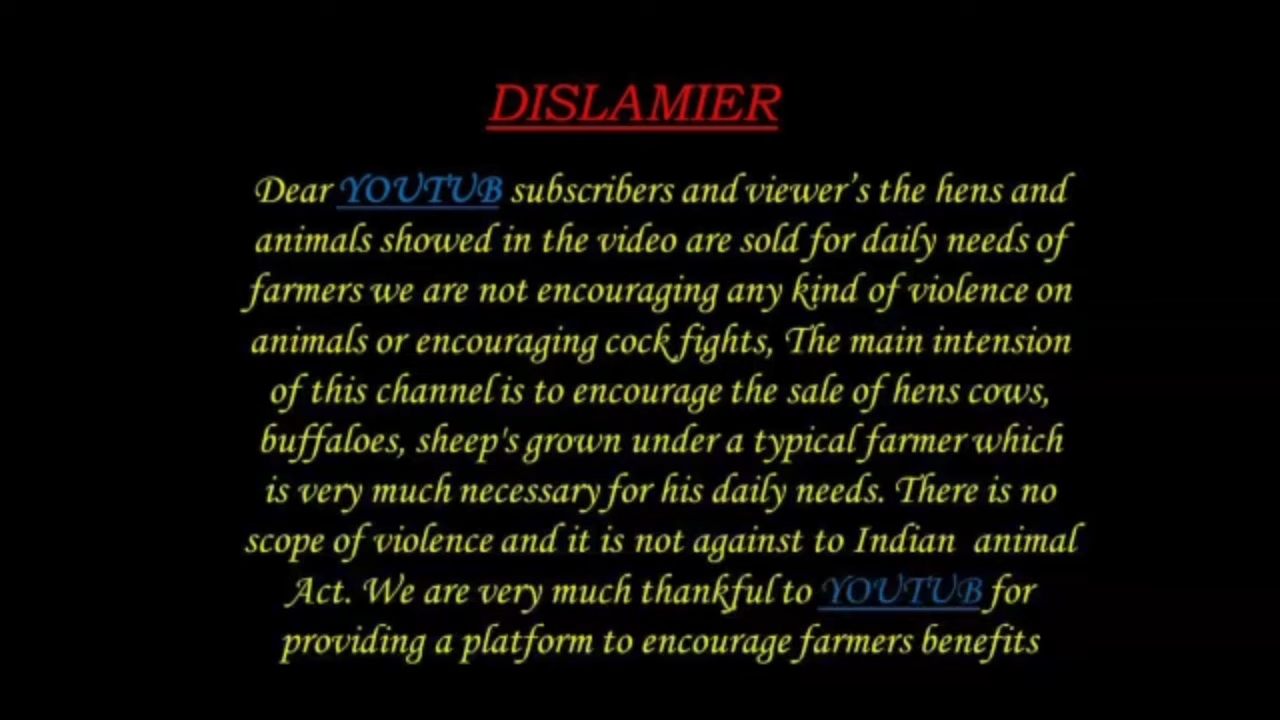 DISLAMIER
Dear YOUTUB subscribers and viewer's the hens and
animals showed in the video are sold for daily needs of
farmers we are not encouraging any kind of violence on
animals or encouraging cock fights, The main intension
of this channel is to encourage the sale of hens cows,
buffaloes, sheep's grown under a typical farmer which
is very much necessary for his daily needs. There is no
scope of violence and it is not against to Indian  animal
Act. We are very much thankful to YOUTUB for
providing a platform to encourage farmers benefits